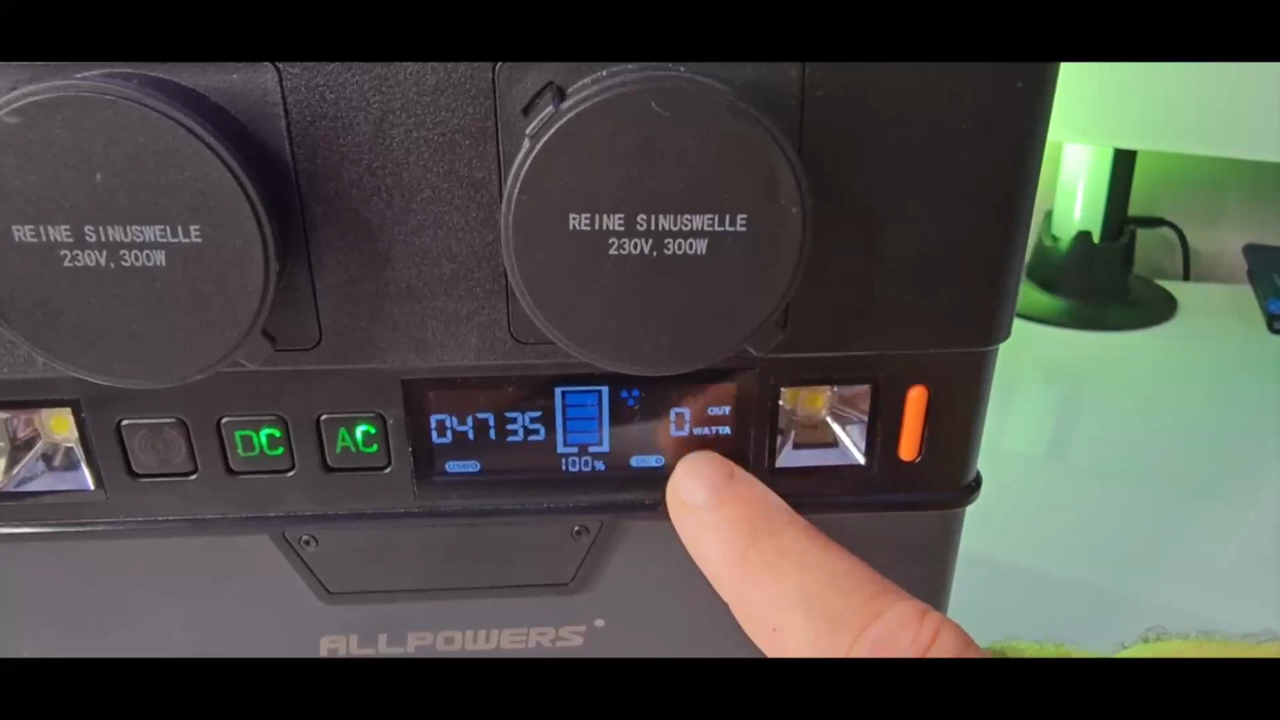 REINE SINUSWELLE
230V, 300W
REINE SINUSWELLE
230V, 300W
DC
AC
04735
100%
0
OUT
WATTA
ALLPOWERS